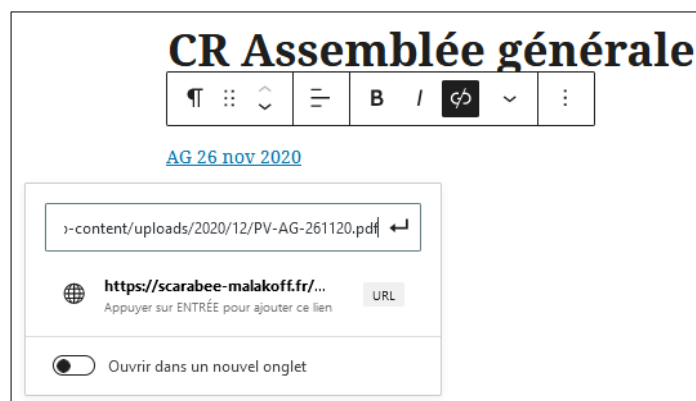 CR Assemblée générale
B I
AG 26 nov 2020
-content/uploads/2020/12/PV-AG-261120.pdf
https://scarabee-malakoff.fr/...
URL
Appuyer sur ENTRÉE pour ajouter ce lien
Ouvrir dans un nouvel onglet